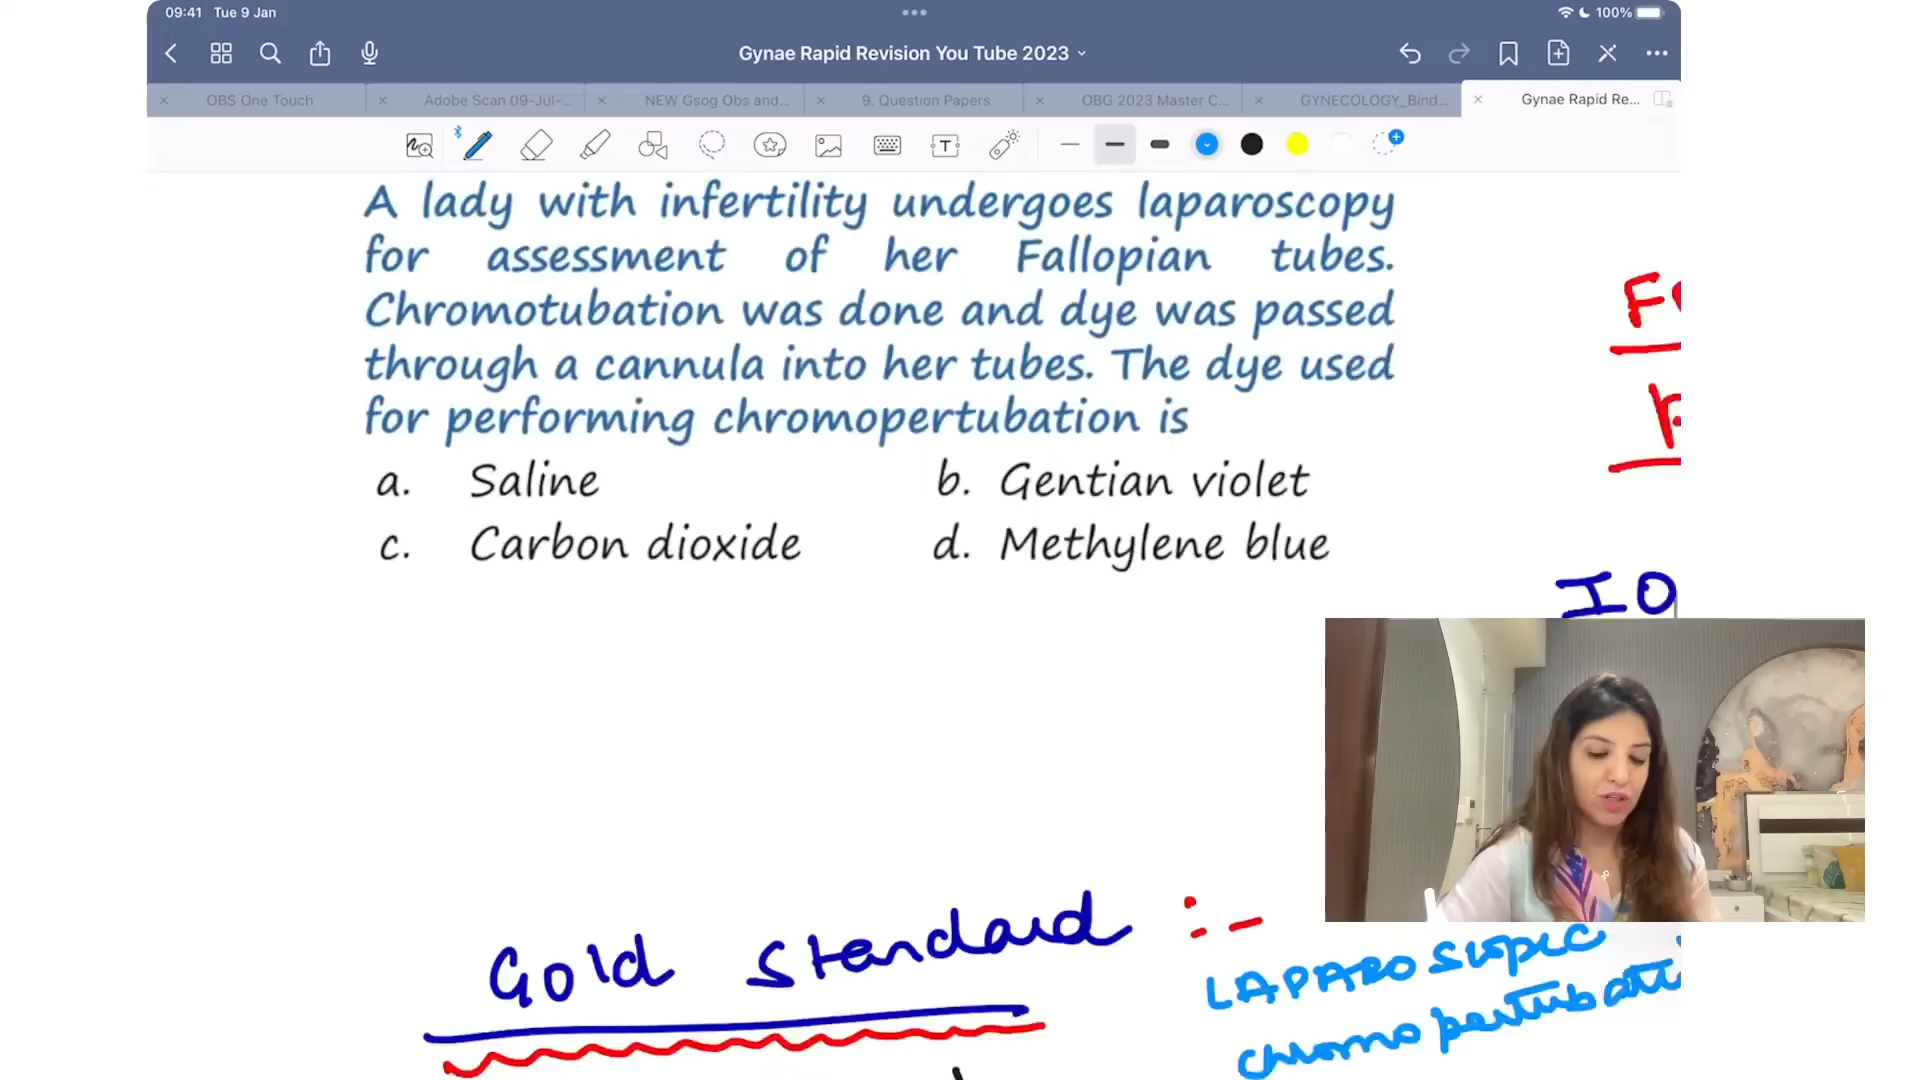 09:41 Tue 9 Jan
100%
Gynae Rapid Revision You Tube 2023
OBS One Touch
Adobe Scan 09-Jul-...
NEW Gsog Obs and...
9. Question Papers
OBG 2023 Master C...
GYNECOLOGY_Bind...
Gynae Rapid Re...
A lady with infertility undergoes laparoscopy
for assessment of her Fallopian tubes.
Chromotubation was done and dye was passed
through a cannula into her tubes. The dye used
for performing chromopertubation is
a. Saline
b. Gentian violet
c. Carbon dioxide
d. Methylene blue
IO
Gold Standard :-
LAPAROSCOPIC
chromopertubati